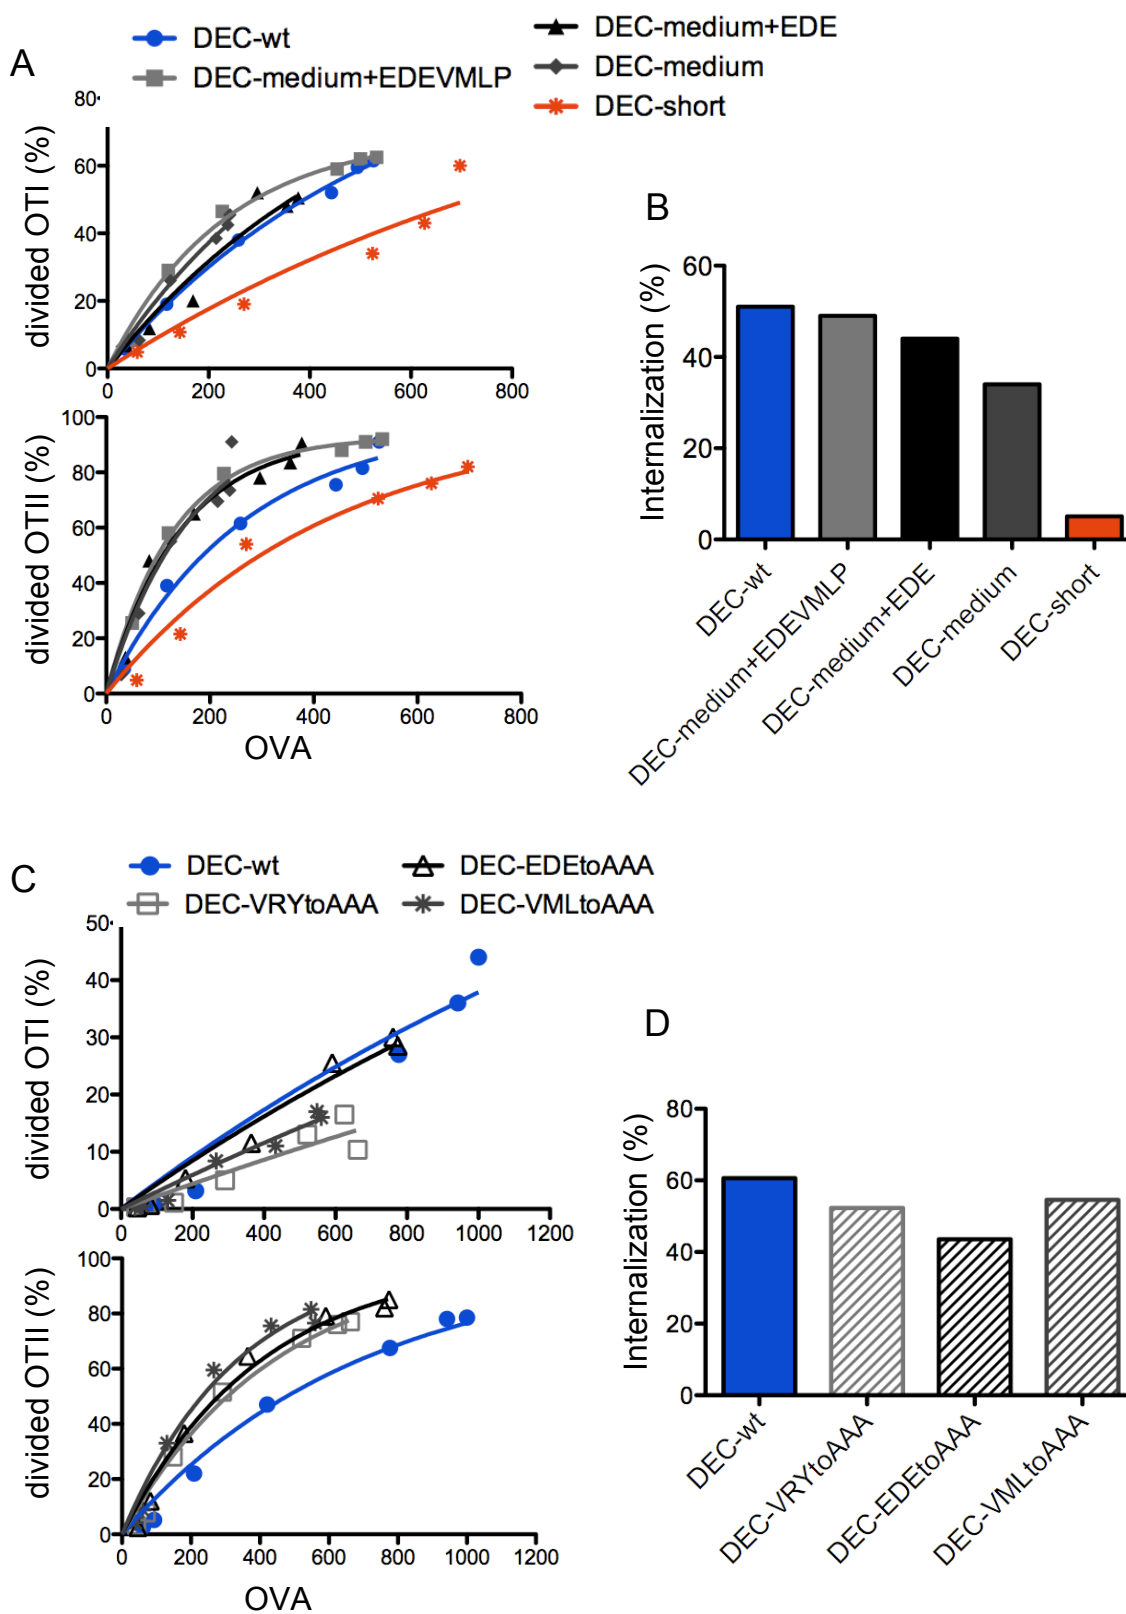 A
DEC-wt
DEC-medium+EDEVMLP
DEC-medium+EDE
DEC-medium
DEC-short
divided OTI (%)
80
60
40
20
0
0 200 400 600 800
divided OTII (%)
100
80
60
40
20
0
0 200 400 600 800
OVA
B
Internalization (%)
60
40
20
0
DEC-wt
DEC-medium+EDEVMLP
DEC-medium+EDE
DEC-medium
DEC-short
C
DEC-wt
DEC-VRYtoAAA
DEC-EDEtoAAA
DEC-VMLtoAAA
divided OTI (%)
50
40
30
20
10
0
0 200 400 600 800 1000 1200
divided OTII (%)
100
80
60
40
20
0
0 200 400 600 800 1000 1200
OVA
D
Internalization (%)
80
60
40
20
0
DEC-wt
DEC-VRYtoAAA
DEC-EDEtoAAA
DEC-VMLtoAAA